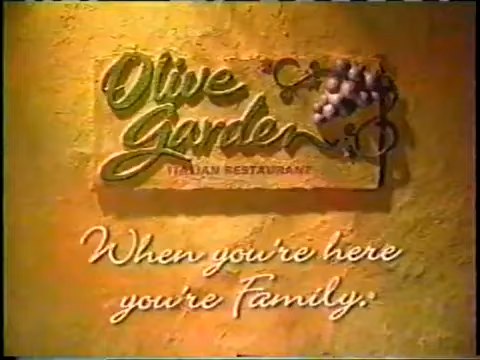 Olive
Garden
ITALIAN RESTAURANT
When you're here
you're Family.